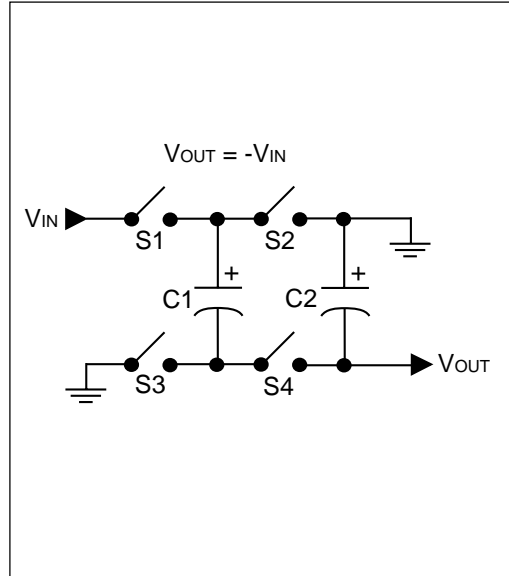 VOUT = -VIN
VIN
S1
S2
+
+
C1
C2
S3
S4
VOUT